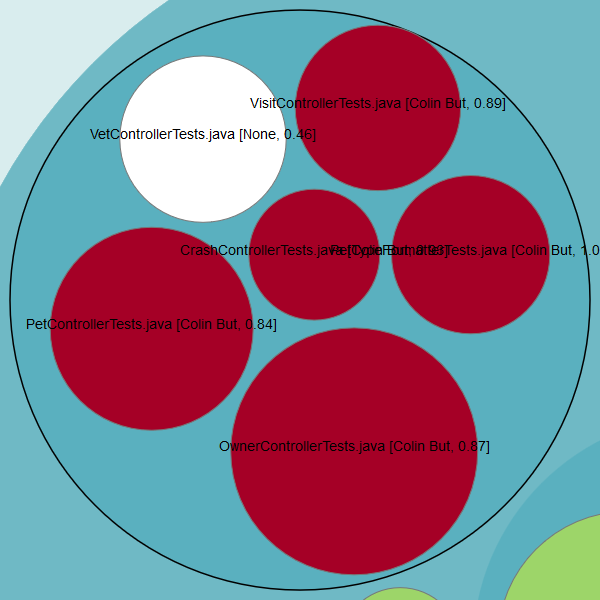 VisitControllerTests.java [Colin But, 0.89]
VetControllerTests.java [None, 0.46]
CrashControllerTests.java [Colin But, 0.93]
PetTypeFormatterTests.java [Colin But, 1.0
PetControllerTests.java [Colin But, 0.84]
OwnerControllerTests.java [Colin But, 0.87]